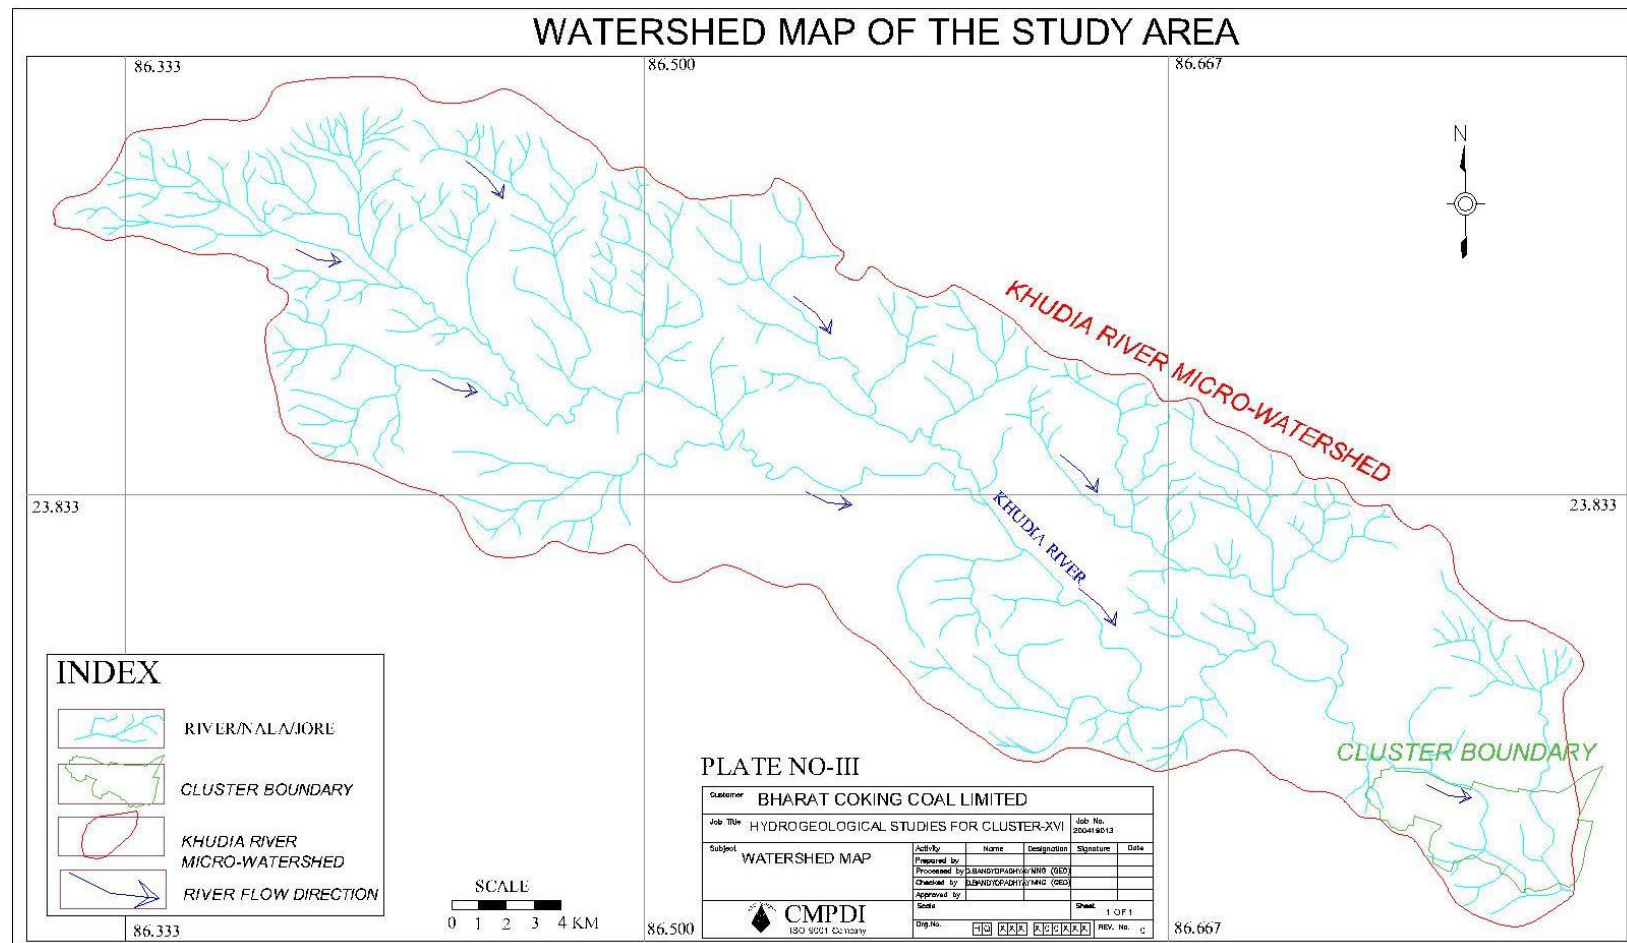 WATERSHED MAP OF THE STUDY AREA
86.333
86.500
86.667
N
KHUDIA RIVER MICRO-WATERSHED
23.833
23.833
KHUDIA RIVER
CLUSTER BOUNDARY
INDEX
RIVER/NALA/JORE
CLUSTER BOUNDARY
KHUDIA RIVER
MICRO-WATERSHED
RIVER FLOW DIRECTION
SCALE
0 1 2 3 4 KM
PLATE NO-III
Customer BHARAT COKING COAL LIMITED
Job Title HYDROGEOLOGICAL STUDIES FOR CLUSTER-XVI Job No.
Subject WATERSHED MAP
Activity Name Designation Signature Date
Prepared by
Processed by
Checked by
Approved by
Scale Sheet 1 OF 1
CMPDI
ISO 9001 Company
Drg.No. HQ XXX XXXXXX REV. No. 0
86.333
86.500
86.667